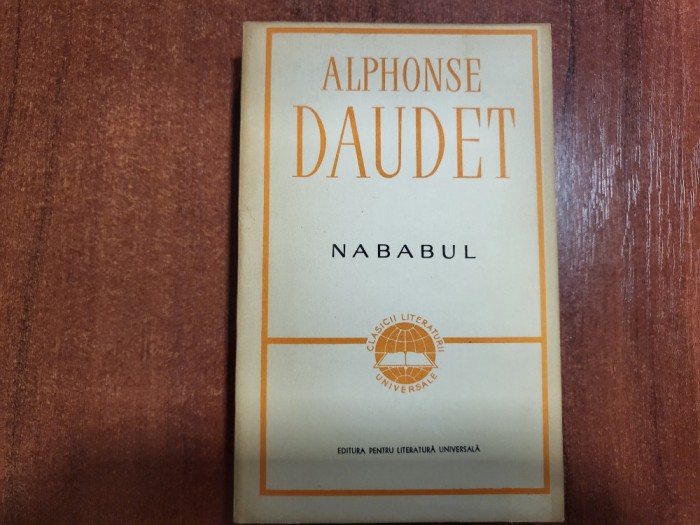 ALPHONSE
DAUDET
NABABUL
CLASICII LITERATURII
UNIVERSALE
EDITURA PENTRU LITERATURĂ UNIVERSALĂ